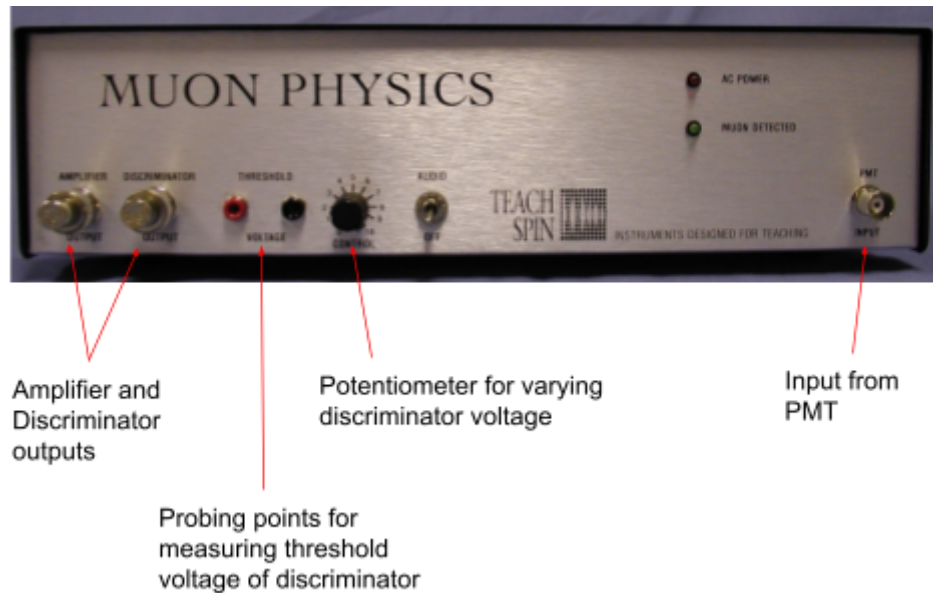 MUON PHYSICS
AC POWER
MUON DETECTED
AMPLIFIER
DISCRIMINATOR
THRESHOLD
AUDIO
PMT
OUTPUT
OUTPUT
VOLTAGE
CONTROL
OFF
TEACH
SPIN
INSTRUMENTS DESIGNED FOR TEACHING
INPUT
Amplifier and
Discriminator
outputs
Potentiometer for varying
discriminator voltage
Input from
PMT
Probing points for
measuring threshold
voltage of discriminator